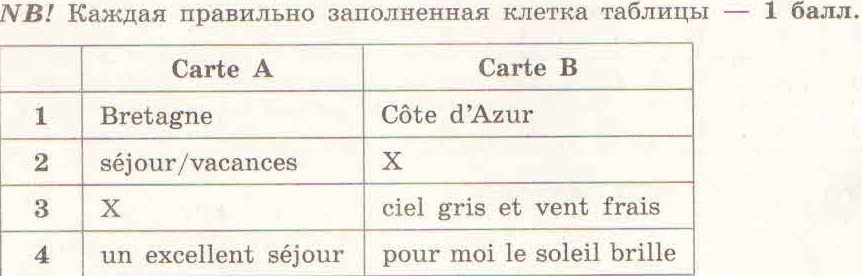 NB! Каждая правильно заполненная клетка таблицы — 1 балл.
Carte A Carte B
1 Bretagne Côte d'Azur
2 séjour/vacances X
3 X ciel gris et vent frais
4 un excellent séjour pour moi le soleil brille